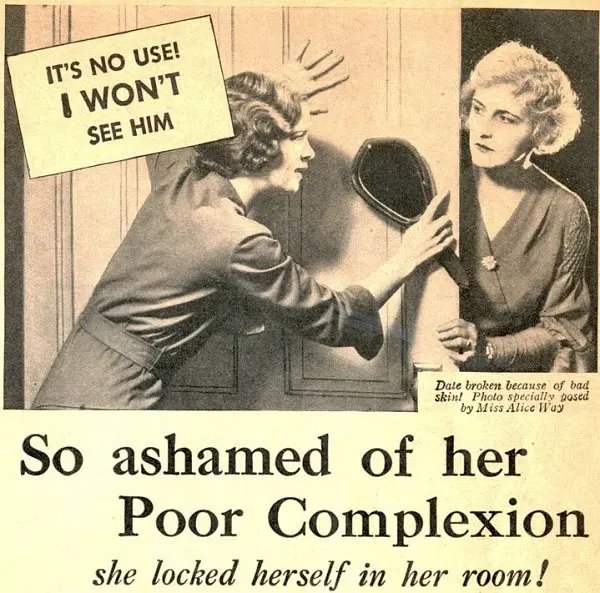 IT'S NO USE!
I WON'T
SEE HIM
Date broken because of bad
skin! Photo specially posed
by Miss Alice Way
So ashamed of her
Poor Complexion
she locked herself in her room!